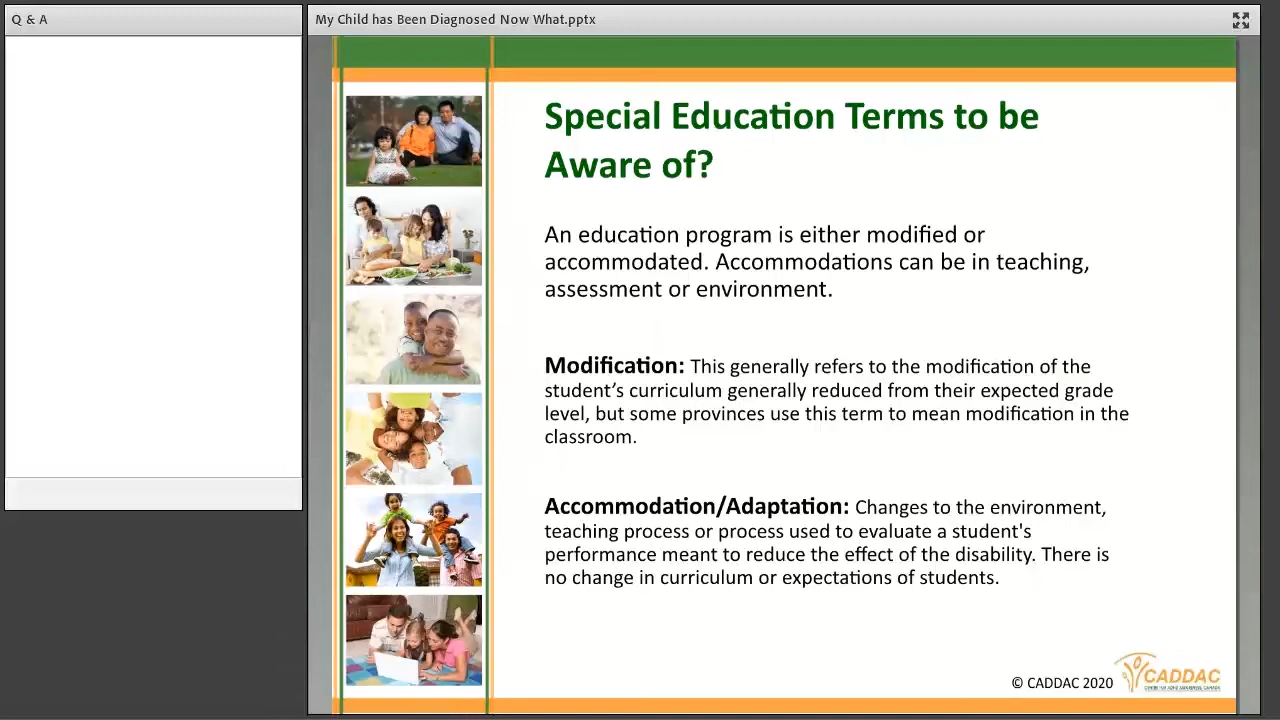 Q & A
My Child has Been Diagnosed Now What.pptx
Special Education Terms to be
Aware of?
An education program is either modified or
accommodated. Accommodations can be in teaching,
assessment or environment.
Modification: This generally refers to the modification of the
student’s curriculum generally reduced from their expected grade
level, but some provinces use this term to mean modification in the
classroom.
Accommodation/Adaptation: Changes to the environment,
teaching process or process used to evaluate a student's
performance meant to reduce the effect of the disability. There is
no change in curriculum or expectations of students.
© CADDAC 2020
CADDAC
CENTRE FOR ADHD AWARENESS, CANADA